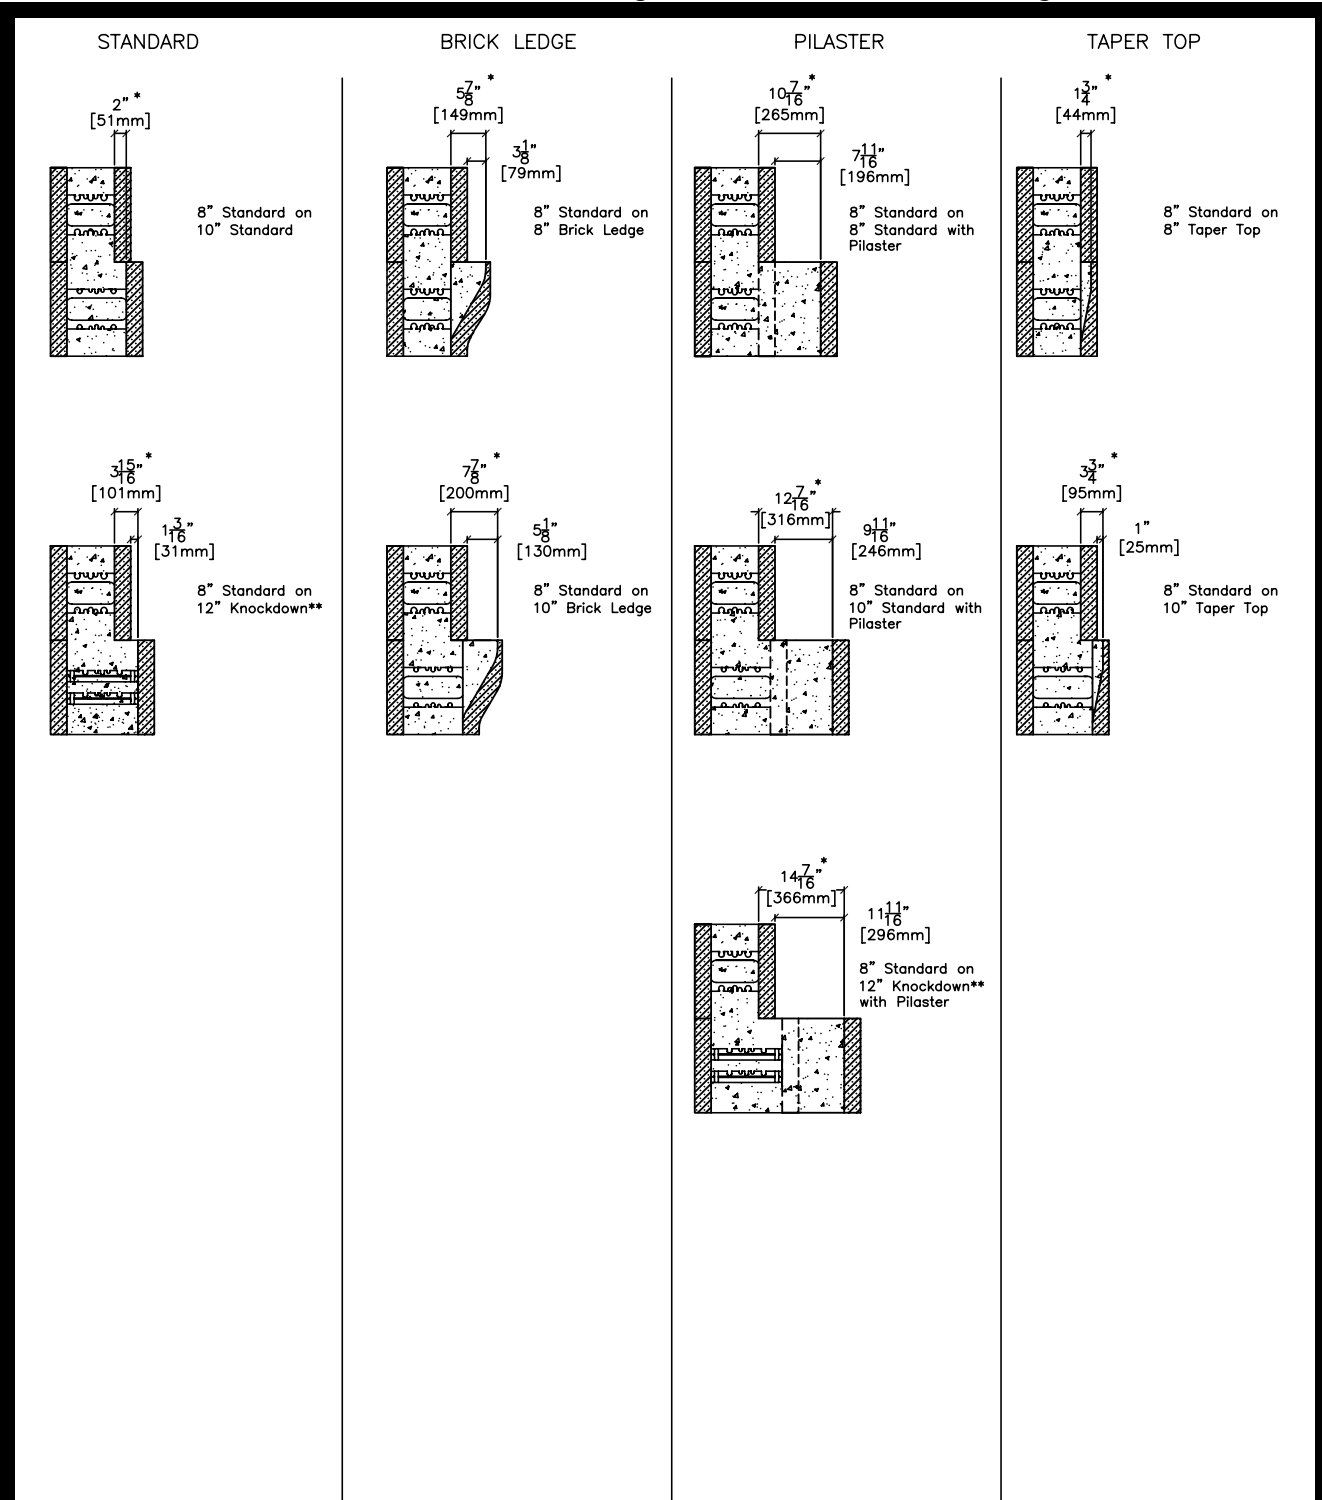 STANDARD
BRICK LEDGE
PILASTER
TAPER TOP
2" *
[51mm]
8" Standard on
10" Standard
5 7/8" *
[149mm]
3 1/8"
[79mm]
8" Standard on
8" Brick Ledge
10 7/16" *
[265mm]
7 11/16"
[196mm]
8" Standard on
8" Standard with
Pilaster
1 3/4" *
[44mm]
8" Standard on
8" Taper Top
3 15/16" *
[101mm]
1 3/16"
[31mm]
8" Standard on
12" Knockdown**
7 7/8" *
[200mm]
5 1/8"
[130mm]
8" Standard on
10" Brick Ledge
12 7/16" *
[316mm]
9 11/16"
[246mm]
8" Standard on
10" Standard with
Pilaster
3 3/4" *
[95mm]
1"
[25mm]
8" Standard on
10" Taper Top
14 7/16" *
[366mm]
11 11/16"
[296mm]
8" Standard on
12" Knockdown**
with Pilaster